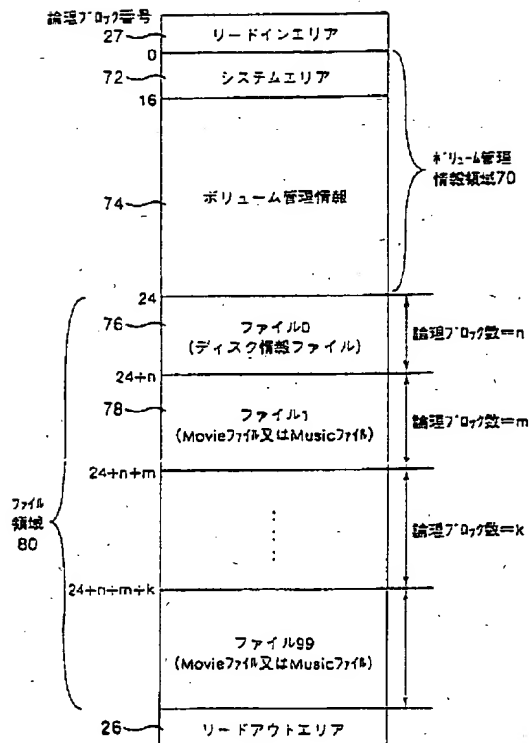 論理ブロック番号
27
リードインエリア
0
72
システムエリア
16
74
ボリューム管理情報
ボリューム管理
情報領域70
24
76
ファイル0
(ディスク情報ファイル)
論理ブロック数=n
24+n
78
ファイル1
(Movieファイル又はMusicファイル)
論理ブロック数=m
24+n+m
ファイル
領域
80
論理ブロック数=k
24+n+m+k
ファイル99
(Movieファイル又はMusicファイル)
26
リードアウトエリア